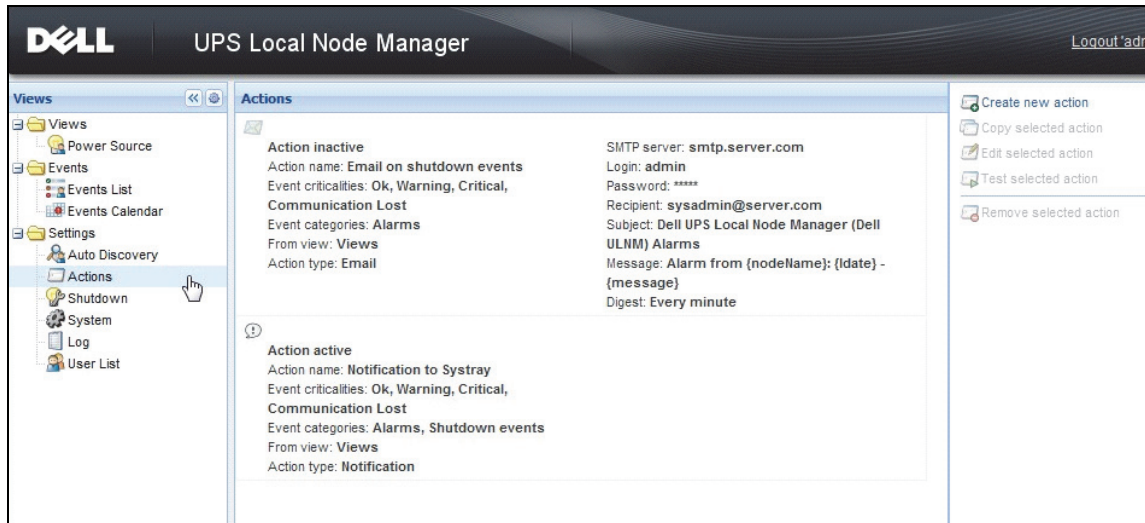 DELL
UPS Local Node Manager
Logout 'adm
Views
Views
Power Source
Events
Events List
Events Calendar
Settings
Auto Discovery
Actions
Shutdown
System
Log
User List
Actions
Action inactive
Action name: Email on shutdown events
Event criticalities: Ok, Warning, Critical,
Communication Lost
Event categories: Alarms
From view: Views
Action type: Email
SMTP server: smtp.server.com
Login: admin
Password: *****
Recipient: sysadmin@server.com
Subject: Dell UPS Local Node Manager (Dell
ULNM) Alarms
Message: Alarm from {nodeName}: {ldate} -
{message}
Digest: Every minute
Action active
Action name: Notification to Systray
Event criticalities: Ok, Warning, Critical,
Communication Lost
Event categories: Alarms, Shutdown events
From view: Views
Action type: Notification
Create new action
Copy selected action
Edit selected action
Test selected action
Remove selected action